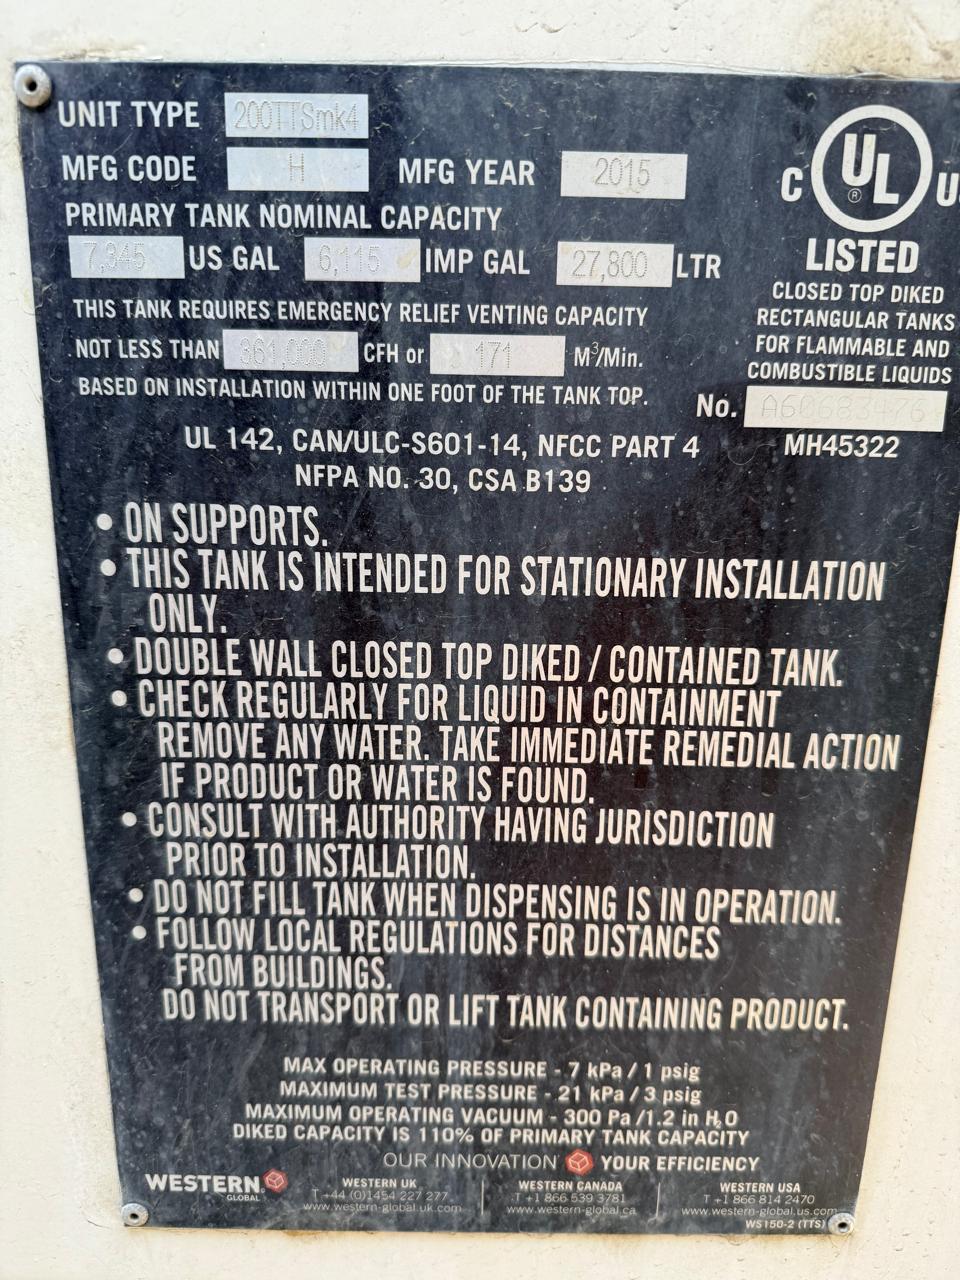 UNIT TYPE 200TTSmk4
MFG CODE H MFG YEAR 2015
PRIMARY TANK NOMINAL CAPACITY
7,345 US GAL 6,115 IMP GAL 27,800 LTR
THIS TANK REQUIRES EMERGENCY RELIEF VENTING CAPACITY
NOT LESS THAN 361,000 CFH or 171 M³/Min.
BASED ON INSTALLATION WITHIN ONE FOOT OF THE TANK TOP.
C UL ® U
LISTED
CLOSED TOP DIKED
RECTANGULAR TANKS
FOR FLAMMABLE AND
COMBUSTIBLE LIQUIDS
No.
MH45322
UL 142, CAN/ULC-S601-14, NFCC PART 4
NFPA NO. 30, CSA B139
• ON SUPPORTS.
• THIS TANK IS INTENDED FOR STATIONARY INSTALLATION
ONLY.
• DOUBLE WALL CLOSED TOP DIKED / CONTAINED TANK.
• CHECK REGULARLY FOR LIQUID IN CONTAINMENT
REMOVE ANY WATER. TAKE IMMEDIATE REMEDIAL ACTION
IF PRODUCT OR WATER IS FOUND.
• CONSULT WITH AUTHORITY HAVING JURISDICTION
PRIOR TO INSTALLATION.
• DO NOT FILL TANK WHEN DISPENSING IS IN OPERATION.
• FOLLOW LOCAL REGULATIONS FOR DISTANCES
FROM BUILDINGS.
DO NOT TRANSPORT OR LIFT TANK CONTAINING PRODUCT.
MAX OPERATING PRESSURE - 7 kPa / 1 psig
MAXIMUM TEST PRESSURE - 21 kPa / 3 psig
MAXIMUM OPERATING VACUUM - 300 Pa /1.2 in H₂O
DIKED CAPACITY IS 110% OF PRIMARY TANK CAPACITY
OUR INNOVATION YOUR EFFICIENCY
WESTERN GLOBAL
WESTERN UK
T +44 (0)1454 227 277
www.western-global.uk.com
WESTERN CANADA
T +1 866 539 3781
www.western-global.ca
WESTERN USA
T +1 866 814 2470
www.western-global.us.com
WS150-2 (TTS)